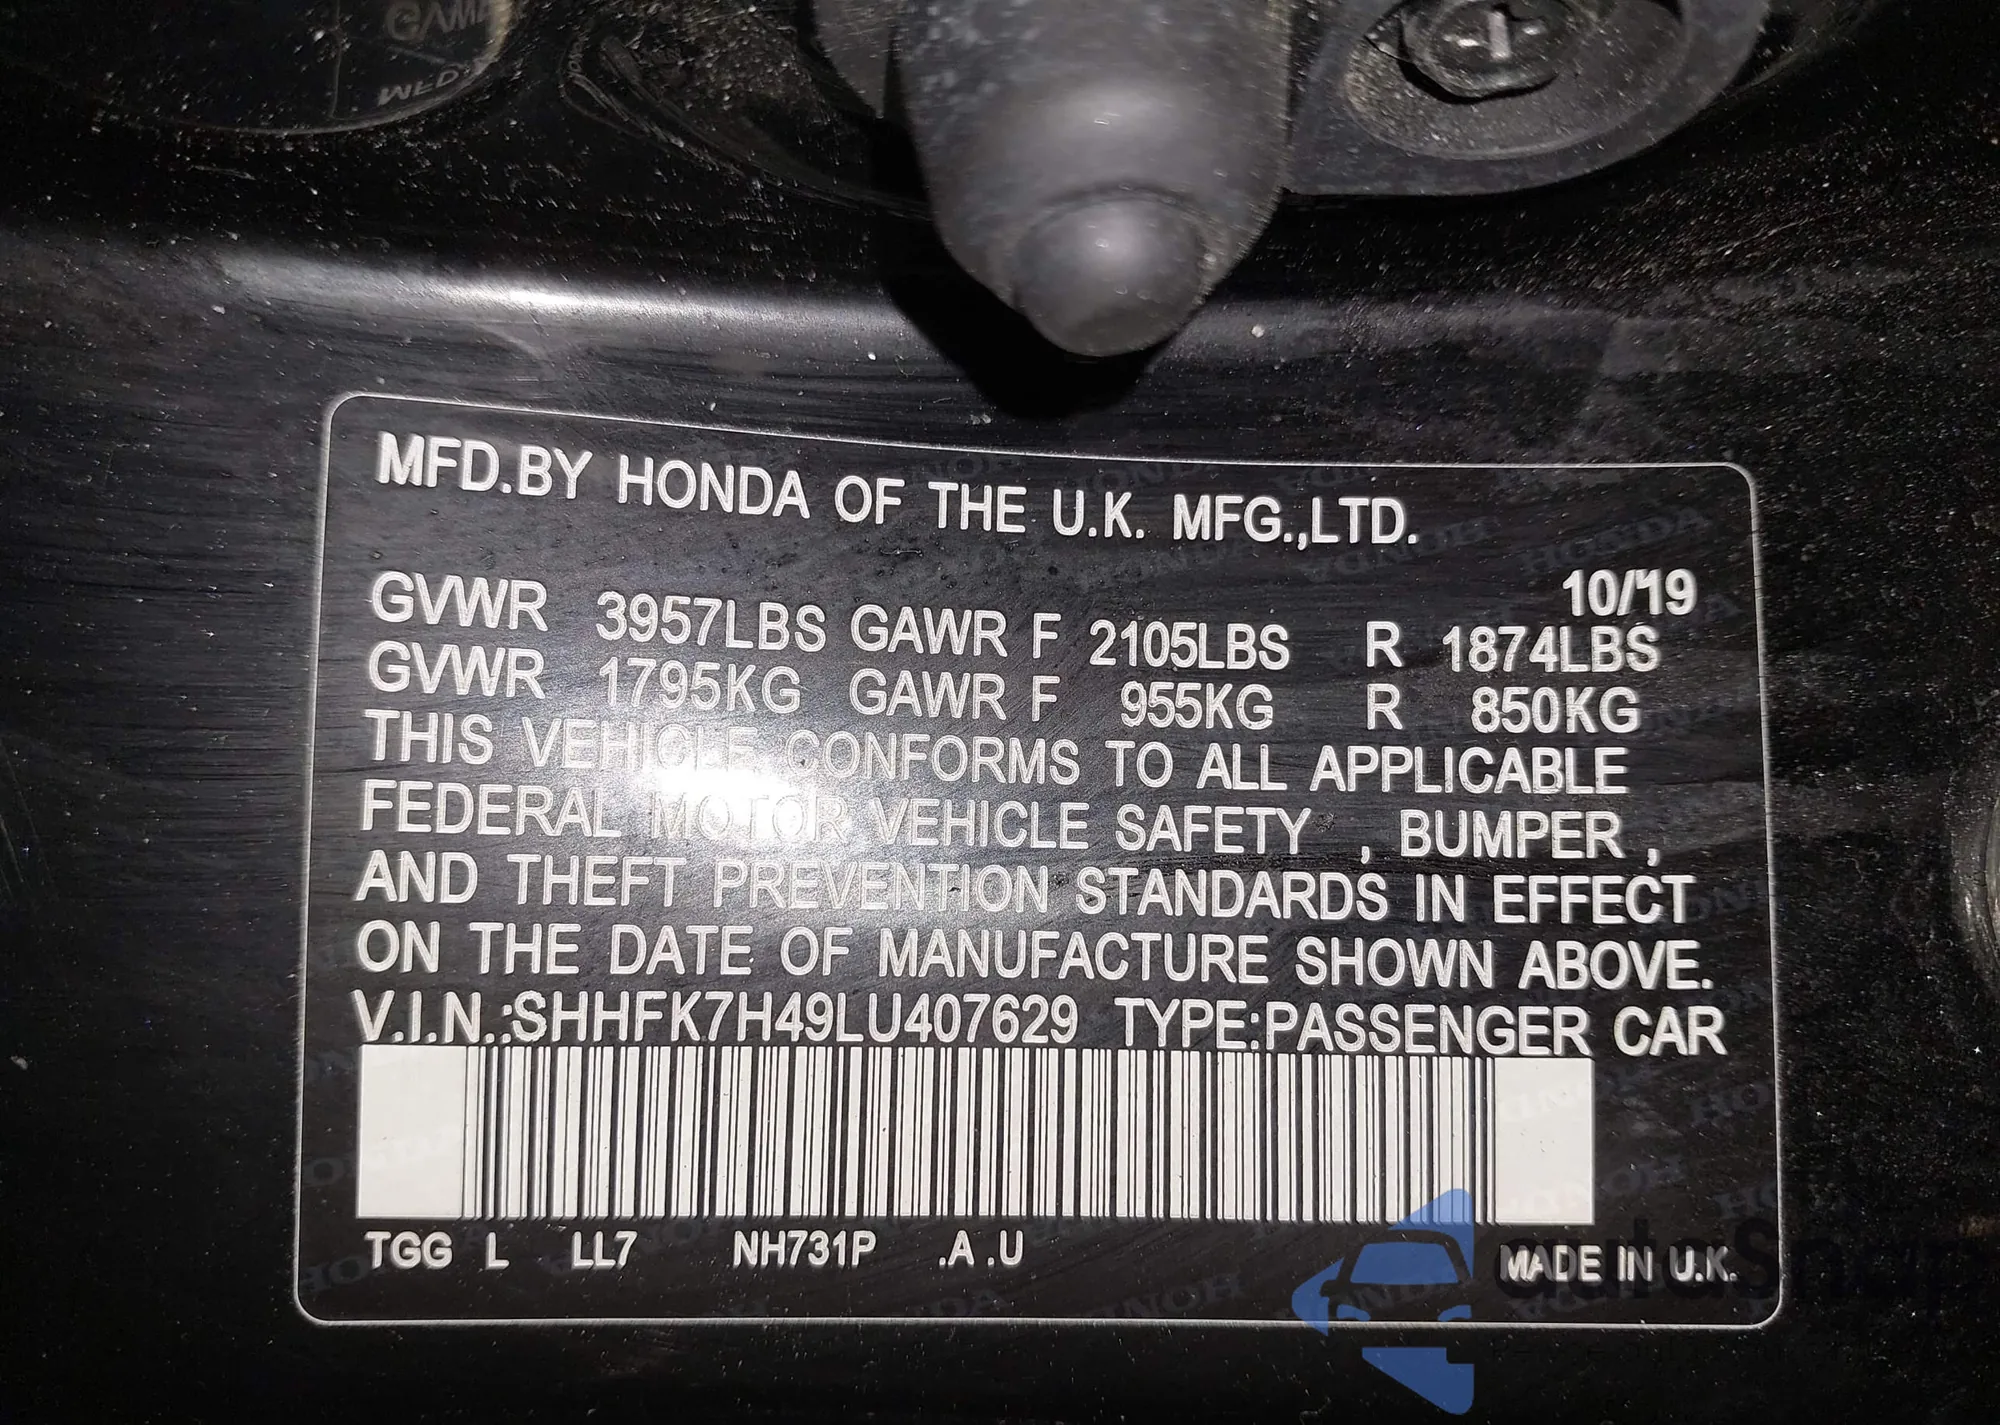 MFD.BY HONDA OF THE U.K. MFG.,LTD.
10/'19
GVWR 3957LBS GAWR F 2105LBS R 1874LBS
GVWR 1795KG GAWR F 955KG R 850KG
THIS VEHICLE CONFORMS TO ALL APPLICABLE
FEDERAL MOTOR VEHICLE SAFETY , BUMPER ,
AND THEFT PREVENTION STANDARDS IN EFFECT
ON THE DATE OF MANUFACTURE SHOWN ABOVE.
V.I.N.:SHHFK7H49LU407629 TYPE:PASSENGER CAR
TGG L LL7 NH731P .A .U MADE IN U.K.
autoSnap